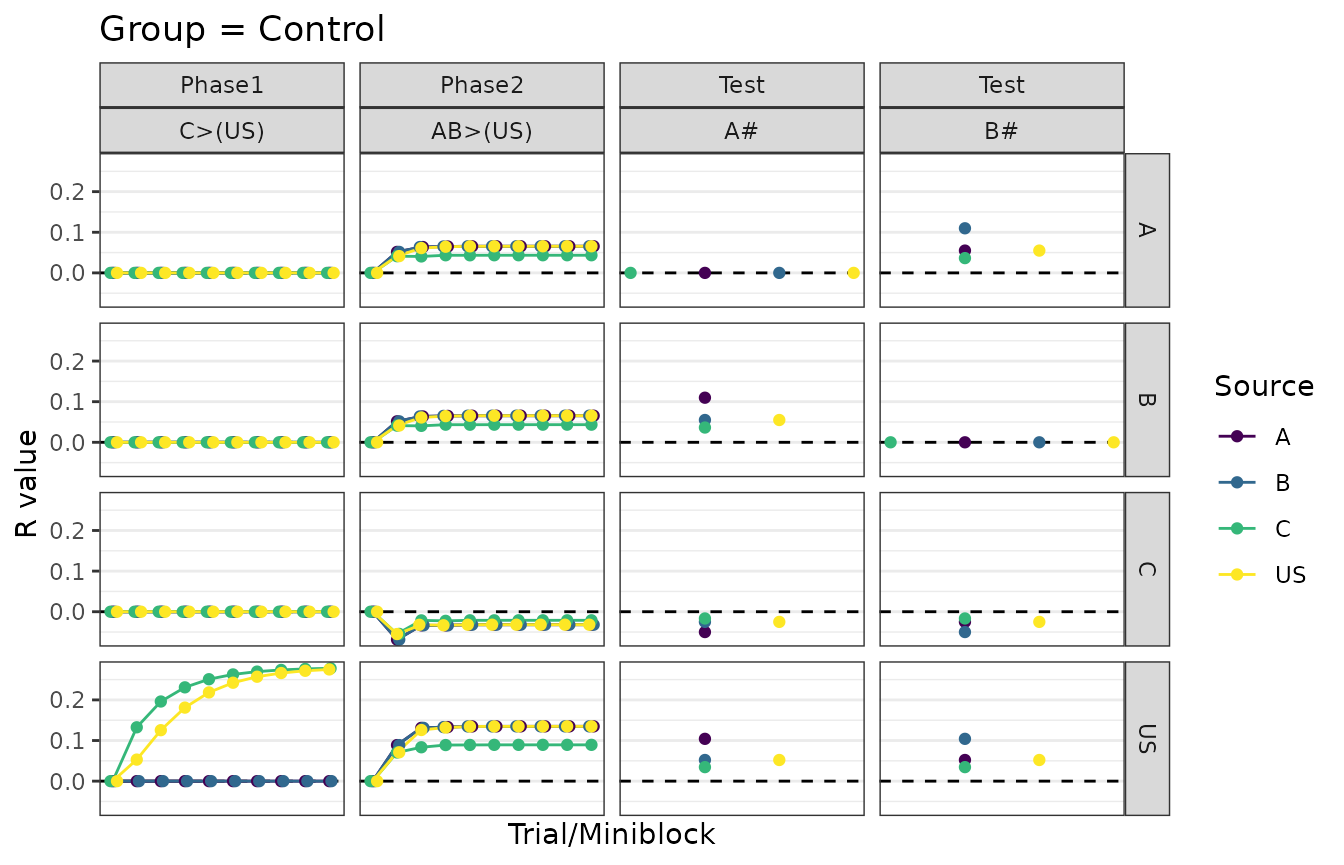 Group = Control
Phase1
Phase2
Test
Test
C>(US)
AB>(US)
A#
B#
0.2
0.1
0.0
A
0.2
0.1
0.0
B
0.2
0.1
0.0
C
0.2
0.1
0.0
US
R value
Trial/Miniblock
Source
A
B
C
US